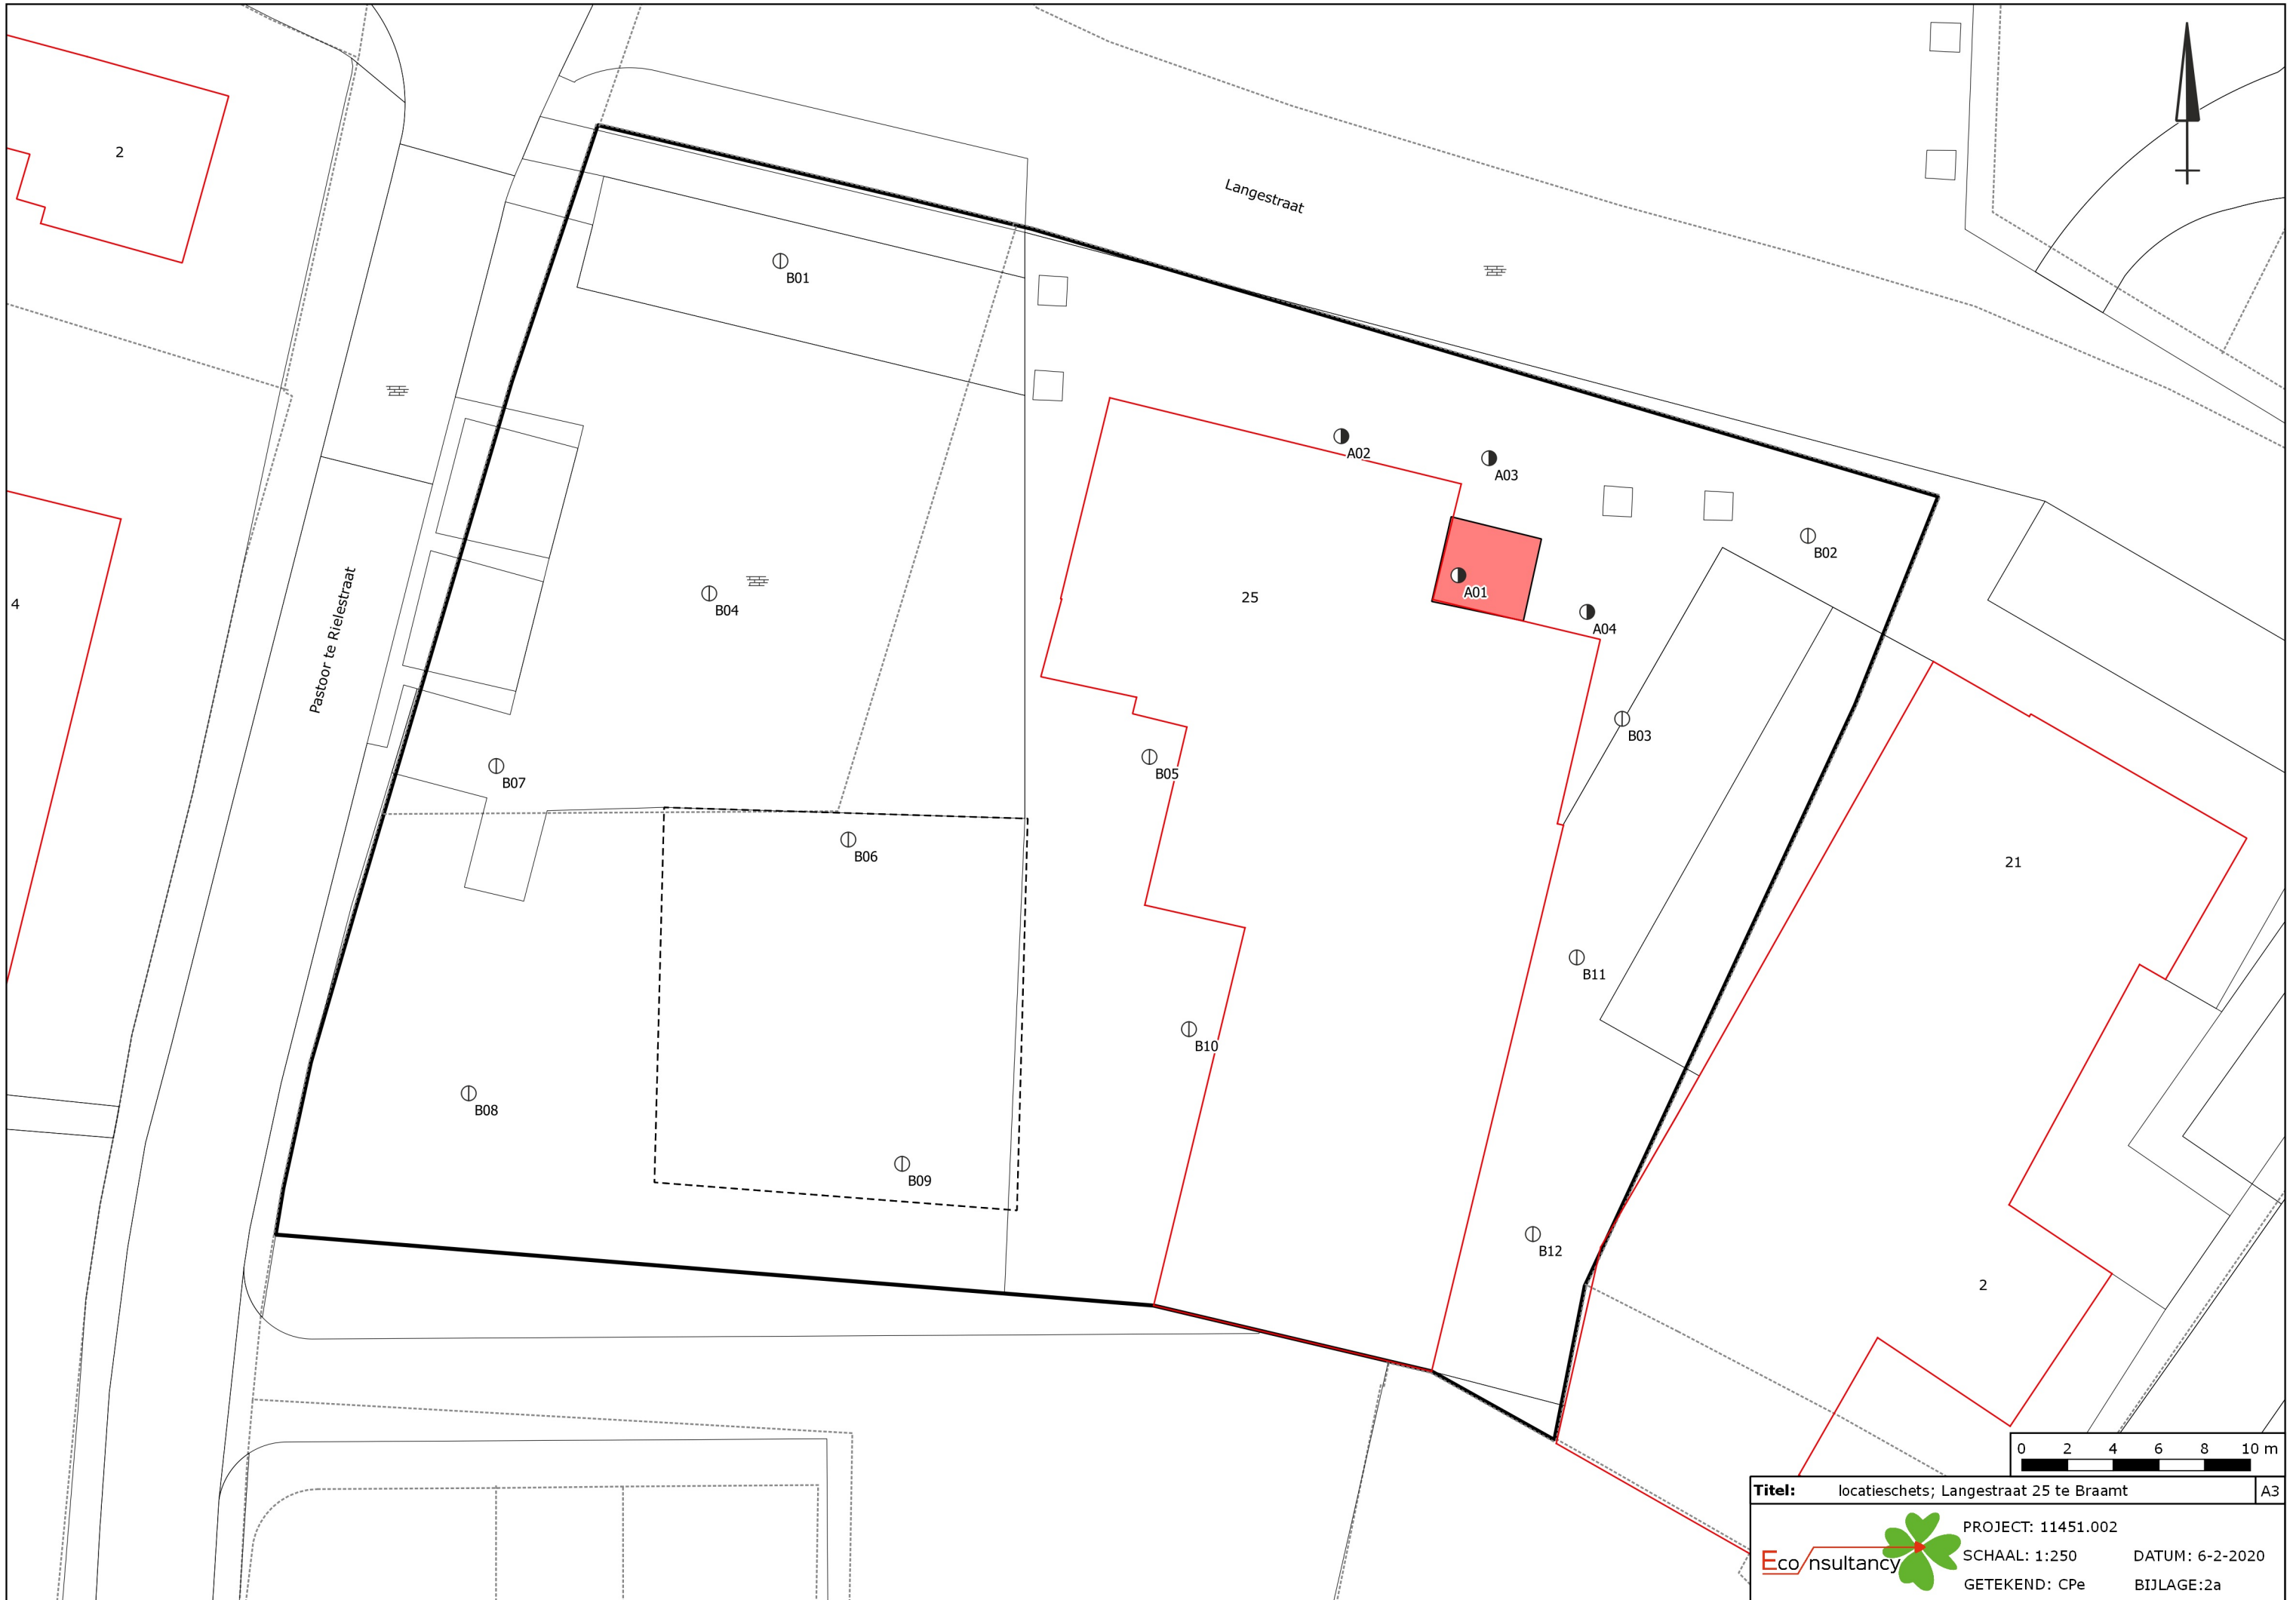 2
Langestraat
B01
A02
A03
B02
25
A01
4
B04
A04
Pastoor te Rielestraat
B03
B05
B07
B06
21
B11
B10
B08
B09
B12
2
0 2 4 6 8 10 m
Titel: locatieschets; Langestraat 25 te Braamt A3
Eco nsultancy
PROJECT: 11451.002
SCHAAL: 1:250 DATUM: 6-2-2020
GETEKEND: CPe BIJLAGE:2a